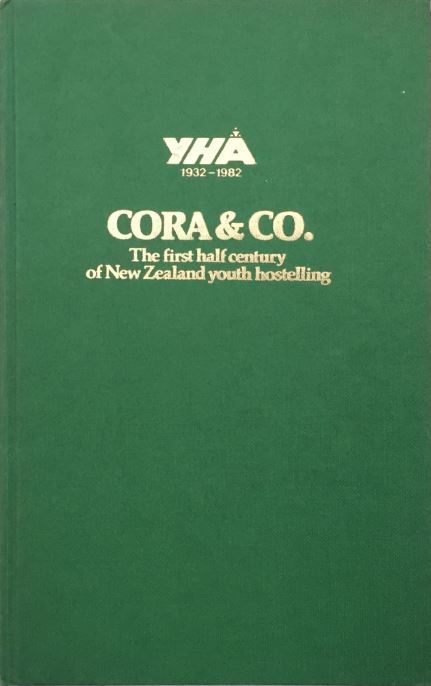 YHA
1932–1982
CORA & CO.
The first half century
of New Zealand youth hostelling